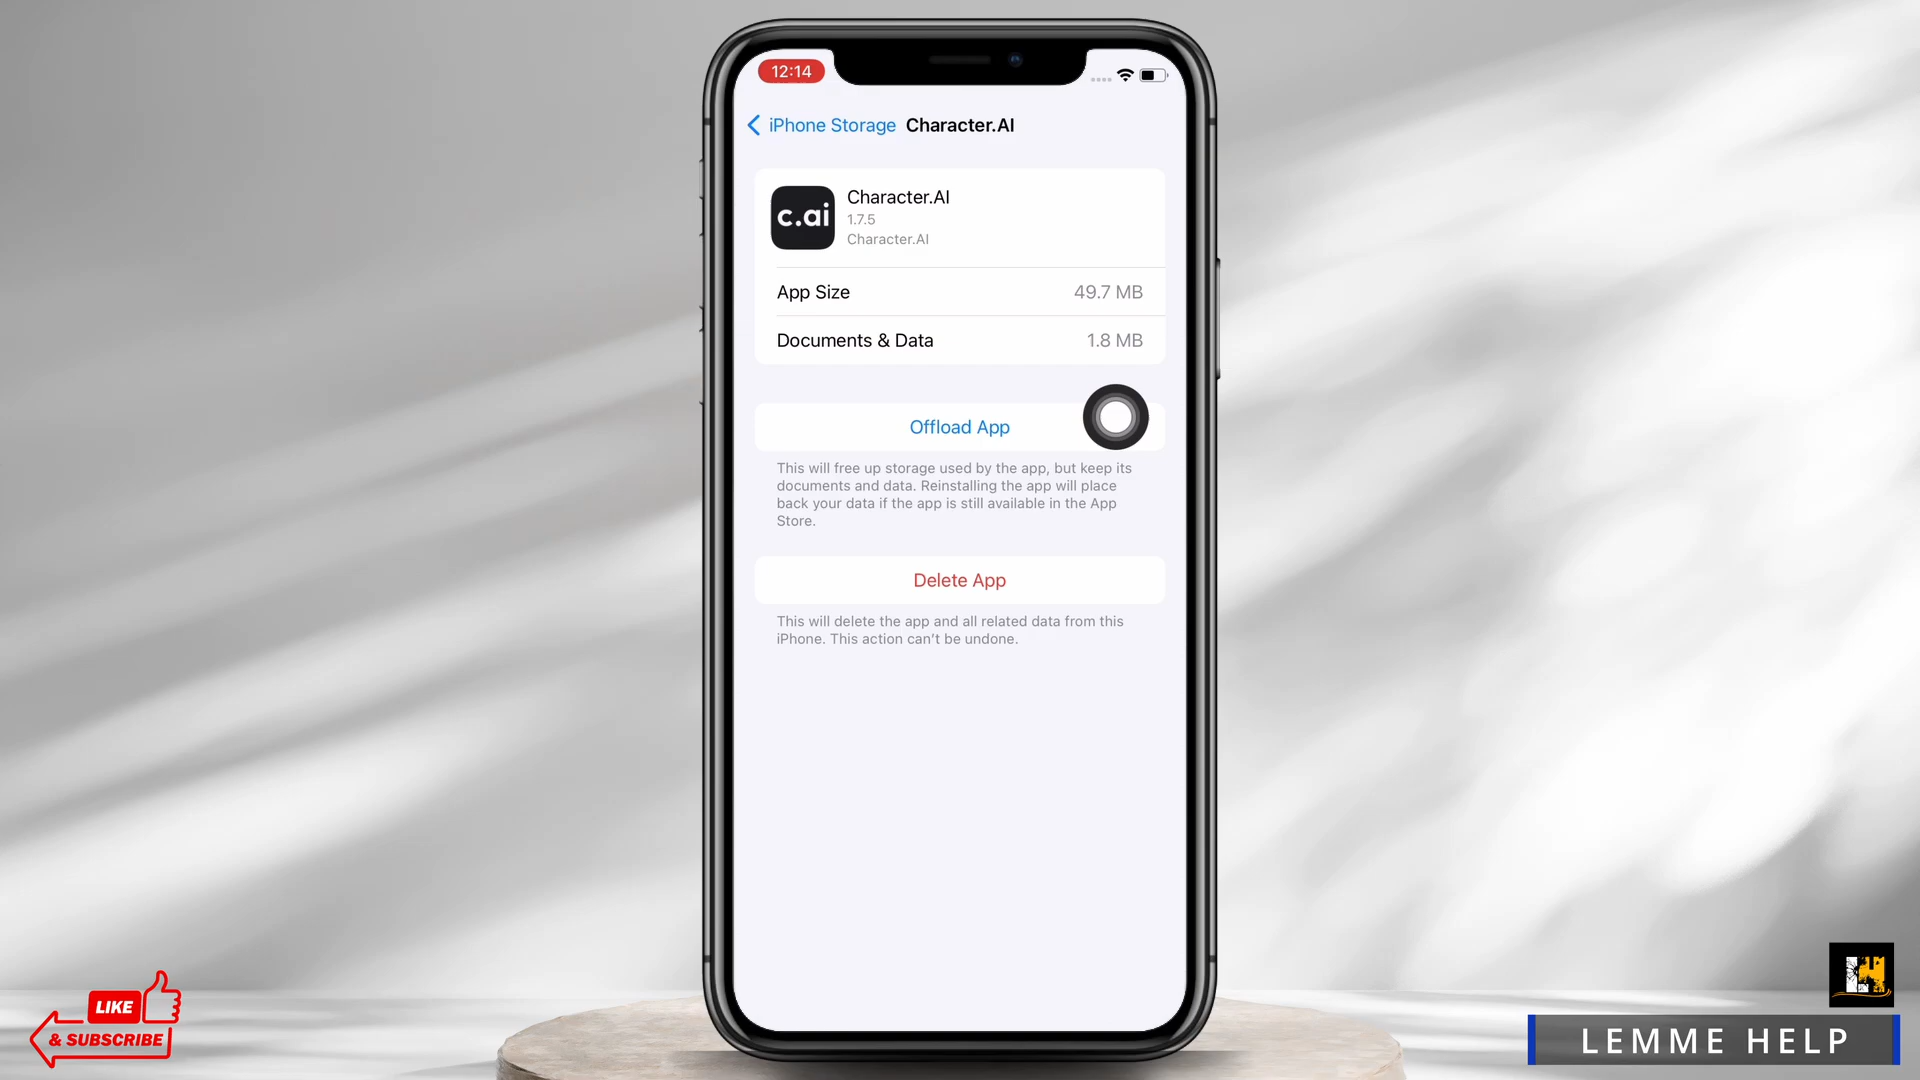 12:14
iPhone Storage Character.AI
c.ai
Character.AI
1.7.5
Character.AI
App Size 49.7 MB
Documents & Data 1.8 MB
Offload App
This will free up storage used by the app, but keep its
documents and data. Reinstalling the app will place
back your data if the app is still available in the App
Store.
Delete App
This will delete the app and all related data from this
iPhone. This action can't be undone.
LIKE
& SUBSCRIBE
LH
LEMME HELP